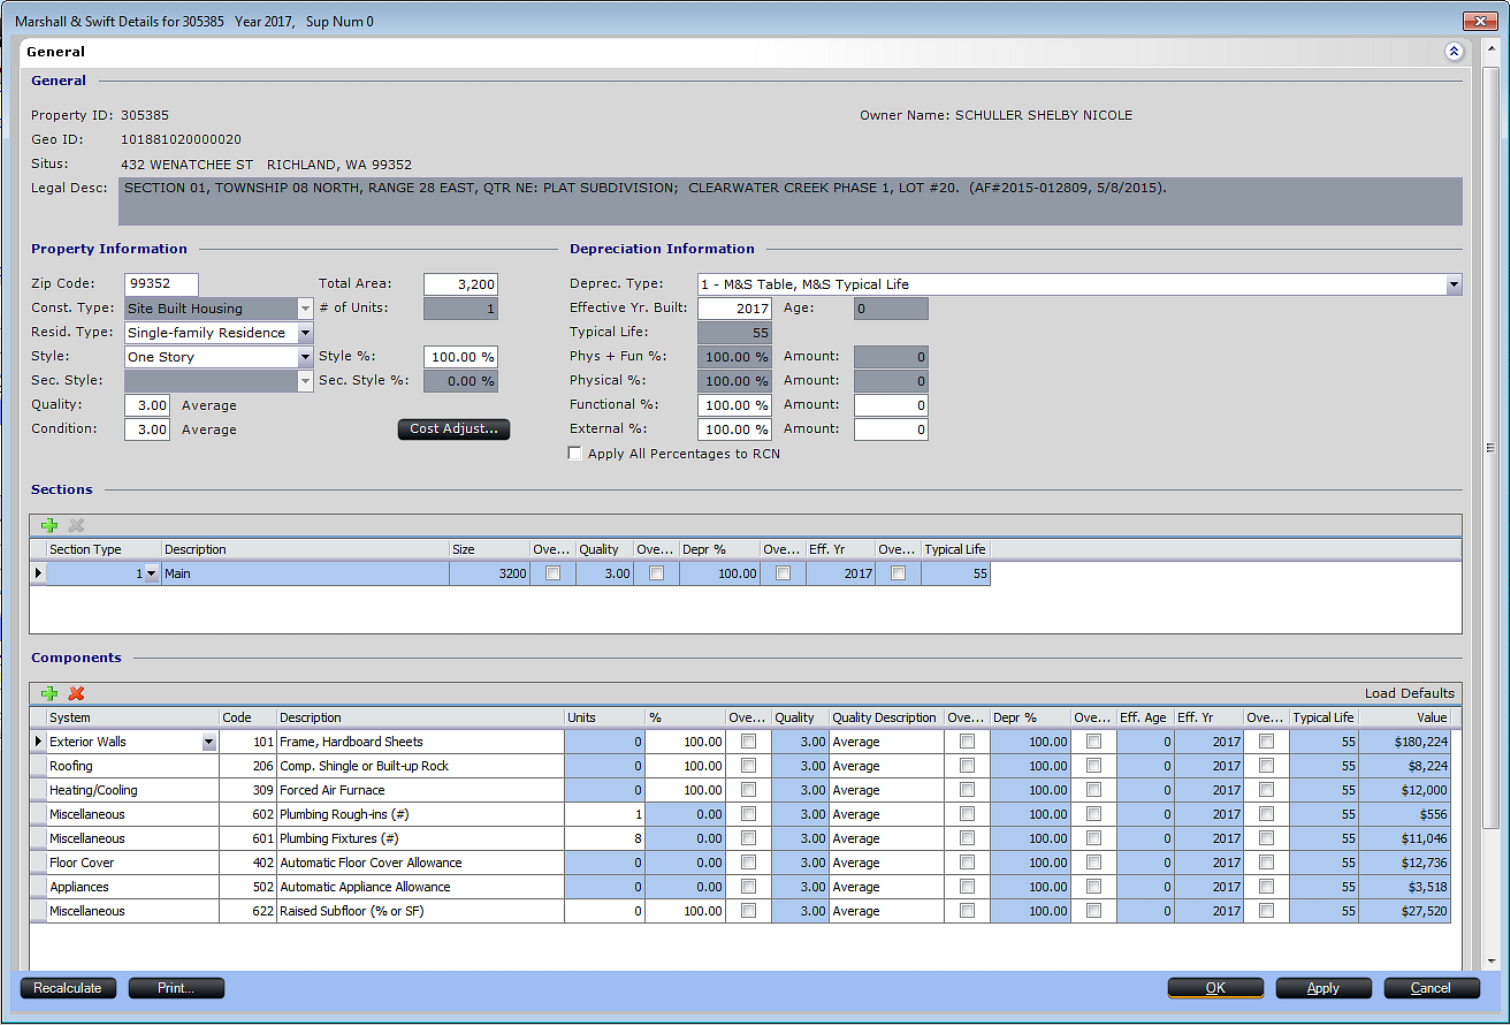 Marshall & Swift Details for 305385   Year 2017,   Sup Num 0
General
General
Property ID: 305385   Owner Name: SCHULLER SHELBY NICOLE
Geo ID: 101881020000020
Situs: 432 WENATCHEE ST   RICHLAND, WA 99352
Legal Desc: SECTION 01, TOWNSHIP 08 NORTH, RANGE 28 EAST, QTR NE: PLAT SUBDIVISION;  CLEARWATER CREEK PHASE 1, LOT #20.  (AF#2015-012809, 5/8/2015).
Property Information   Depreciation Information
Zip Code: 99352   Total Area: 3,200   Deprec. Type: 1 - M&S Table, M&S Typical Life
Const. Type: Site Built Housing   # of Units: 1   Effective Yr. Built: 2017   Age: 0
Resid. Type: Single-family Residence   Typical Life: 55
Style: One Story   Style %: 100.00 %   Phys + Fun %: 100.00 %   Amount: 0
Sec. Style:   Sec. Style %: 0.00 %   Physical %: 100.00 %   Amount: 0
Quality: 3.00 Average   Functional %: 100.00 %   Amount: 0
Condition: 3.00 Average   Cost Adjust...   External %: 100.00 %   Amount: 0
Apply All Percentages to RCN
Sections
Section Type   Description   Size   Ove...   Quality   Ove...   Depr %   Ove...   Eff. Yr   Ove...   Typical Life
1   Main   3200   3.00   100.00   2017   55
Components
Load Defaults
System   Code   Description   Units   %   Ove...   Quality   Quality Description   Ove...   Depr %   Ove...   Eff. Age   Eff. Yr   Ove...   Typical Life   Value
Exterior Walls   101   Frame, Hardboard Sheets   0   100.00   3.00   Average   100.00   0   2017   55   $180,224
Roofing   206   Comp. Shingle or Built-up Rock   0   100.00   3.00   Average   100.00   0   2017   55   $8,224
Heating/Cooling   309   Forced Air Furnace   0   100.00   3.00   Average   100.00   0   2017   55   $12,000
Miscellaneous   602   Plumbing Rough-ins (#)   1   0.00   3.00   Average   100.00   0   2017   55   $556
Miscellaneous   601   Plumbing Fixtures (#)   8   0.00   3.00   Average   100.00   0   2017   55   $11,046
Floor Cover   402   Automatic Floor Cover Allowance   0   0.00   3.00   Average   100.00   0   2017   55   $12,736
Appliances   502   Automatic Appliance Allowance   0   0.00   3.00   Average   100.00   0   2017   55   $3,518
Miscellaneous   622   Raised Subfloor (% or SF)   0   100.00   3.00   Average   100.00   0   2017   55   $27,520
Recalculate   Print...   OK   Apply   Cancel